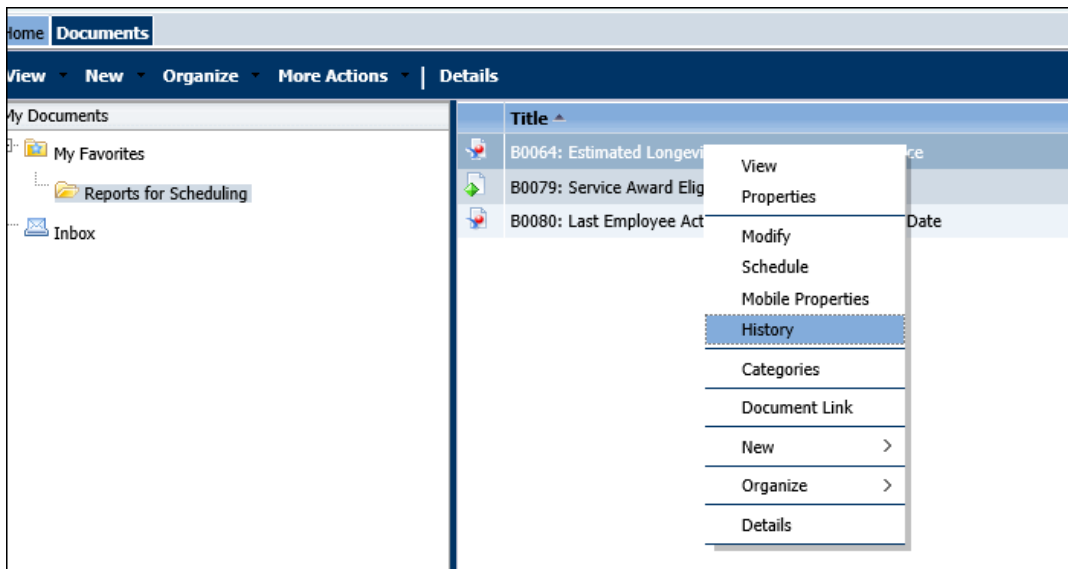 Home Documents
View New Organize More Actions | Details
My Documents
My Favorites
Reports for Scheduling
Inbox
Title
B0064: Estimated Longevi ce
B0079: Service Award Elig
B0080: Last Employee Act Date
View
Properties
Modify
Schedule
Mobile Properties
History
Categories
Document Link
New
Organize
Details